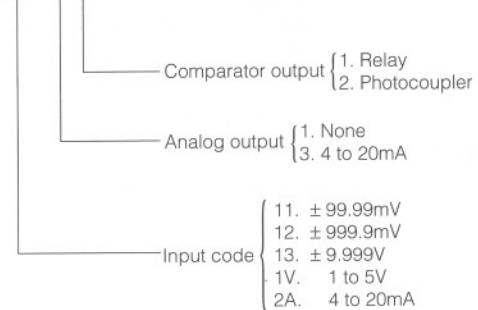 Comparator output { 1. Relay
2. Photocoupler
Analog output { 1. None
3. 4 to 20mA
Input code { 11. ± 99.99mV
12. ± 999.9mV
13. ± 9.999V
1V. 1 to 5V
2A. 4 to 20mA